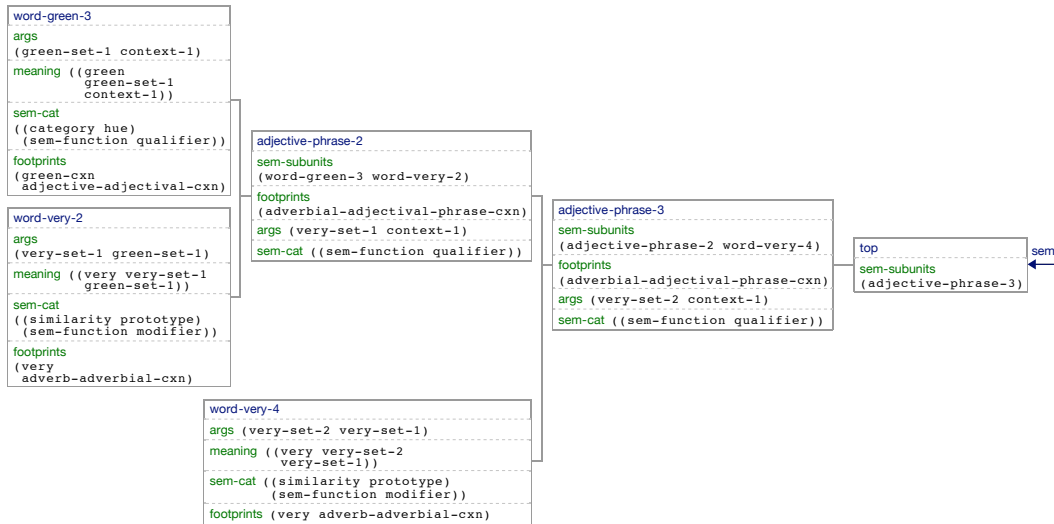 word-green-3
args
(green-set-1 context-1)
meaning ((green
green-set-1
context-1))
sem-cat
((category hue)
(sem-function qualifier))
footprints
(green-cxn
adjective-adjectival-cxn)
word-very-2
args
(very-set-1 green-set-1)
meaning ((very very-set-1
green-set-1))
sem-cat
((similarity prototype)
(sem-function modifier))
footprints
(very
adverb-adverbial-cxn)
adjective-phrase-2
sem-subunits
(word-green-3 word-very-2)
footprints
(adverbial-adjectival-phrase-cxn)
args (very-set-1 context-1)
sem-cat ((sem-function qualifier))
word-very-4
args (very-set-2 very-set-1)
meaning ((very very-set-2
very-set-1))
sem-cat ((similarity prototype)
(sem-function modifier))
footprints (very adverb-adverbial-cxn)
adjective-phrase-3
sem-subunits
(adjective-phrase-2 word-very-4)
footprints
(adverbial-adjectival-phrase-cxn)
args (very-set-2 context-1)
sem-cat ((sem-function qualifier))
top
sem-subunits
(adjective-phrase-3)
sem